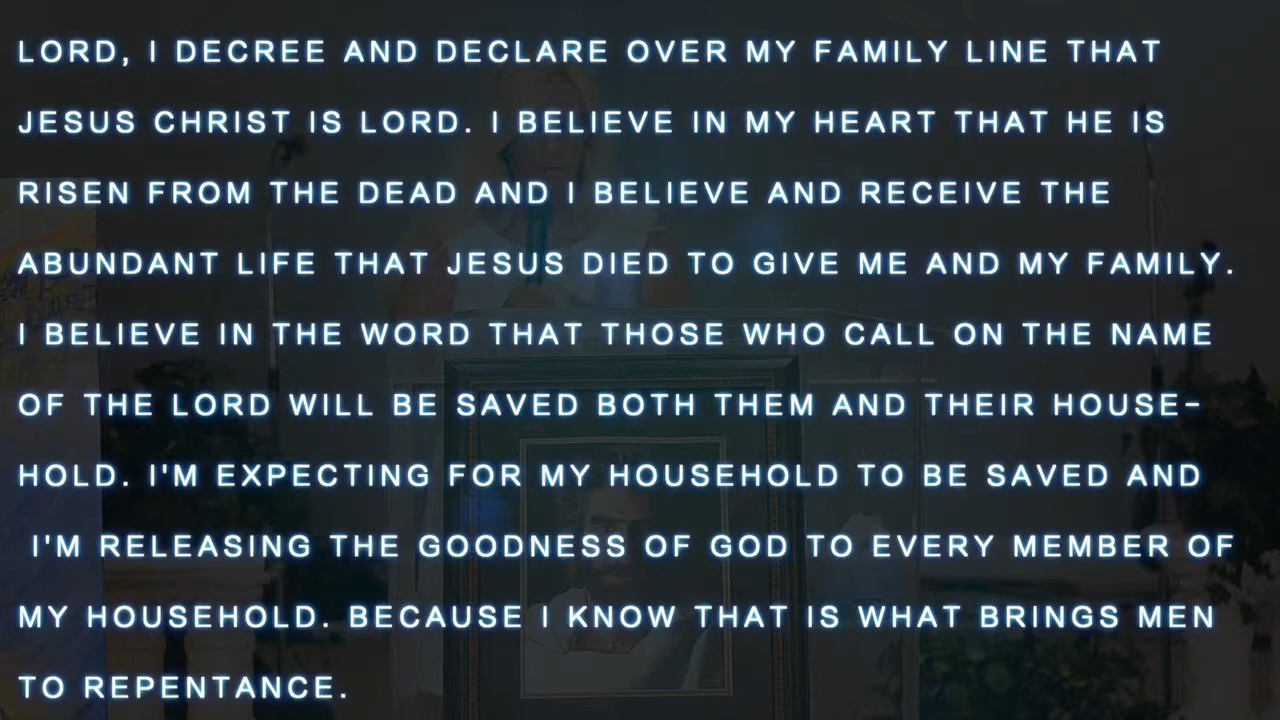 LORD, I DECREE AND DECLARE OVER MY FAMILY LINE THAT
JESUS CHRIST IS LORD. I BELIEVE IN MY HEART THAT HE IS
RISEN FROM THE DEAD AND I BELIEVE AND RECEIVE THE
ABUNDANT LIFE THAT JESUS DIED TO GIVE ME AND MY FAMILY.
I BELIEVE IN THE WORD THAT THOSE WHO CALL ON THE NAME
OF THE LORD WILL BE SAVED BOTH THEM AND THEIR HOUSE-
HOLD. I'M EXPECTING FOR MY HOUSEHOLD TO BE SAVED AND
I'M RELEASING THE GOODNESS OF GOD TO EVERY MEMBER OF
MY HOUSEHOLD. BECAUSE I KNOW THAT IS WHAT BRINGS MEN
TO REPENTANCE.